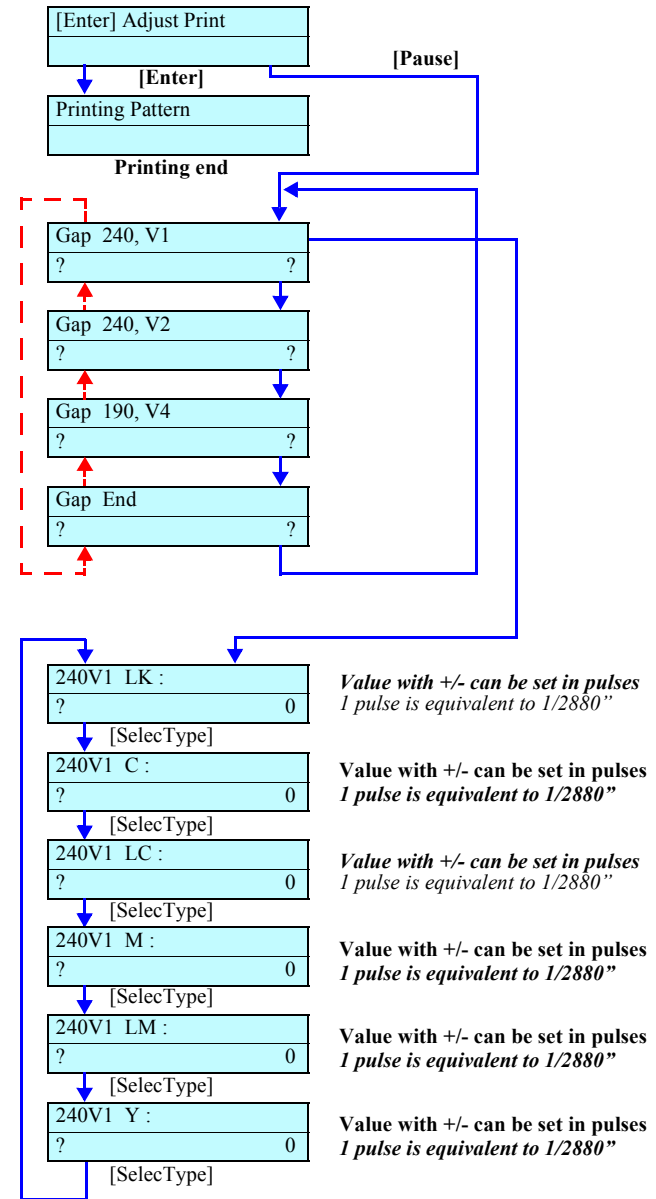 [Enter] Adjust Print
[Pause]
[Enter]
Printing Pattern
Printing end
Gap 240, V1
? ?
Gap 240, V2
? ?
Gap 190, V4
? ?
Gap End
? ?
240V1 LK :
? 0
Value with +/- can be set in pulses
1 pulse is equivalent to 1/2880”
[SelecType]
240V1 C :
? 0
Value with +/- can be set in pulses
1 pulse is equivalent to 1/2880”
[SelecType]
240V1 LC :
? 0
Value with +/- can be set in pulses
1 pulse is equivalent to 1/2880”
[SelecType]
240V1 M :
? 0
Value with +/- can be set in pulses
1 pulse is equivalent to 1/2880”
[SelecType]
240V1 LM :
? 0
Value with +/- can be set in pulses
1 pulse is equivalent to 1/2880”
[SelecType]
240V1 Y :
? 0
Value with +/- can be set in pulses
1 pulse is equivalent to 1/2880”
[SelecType]